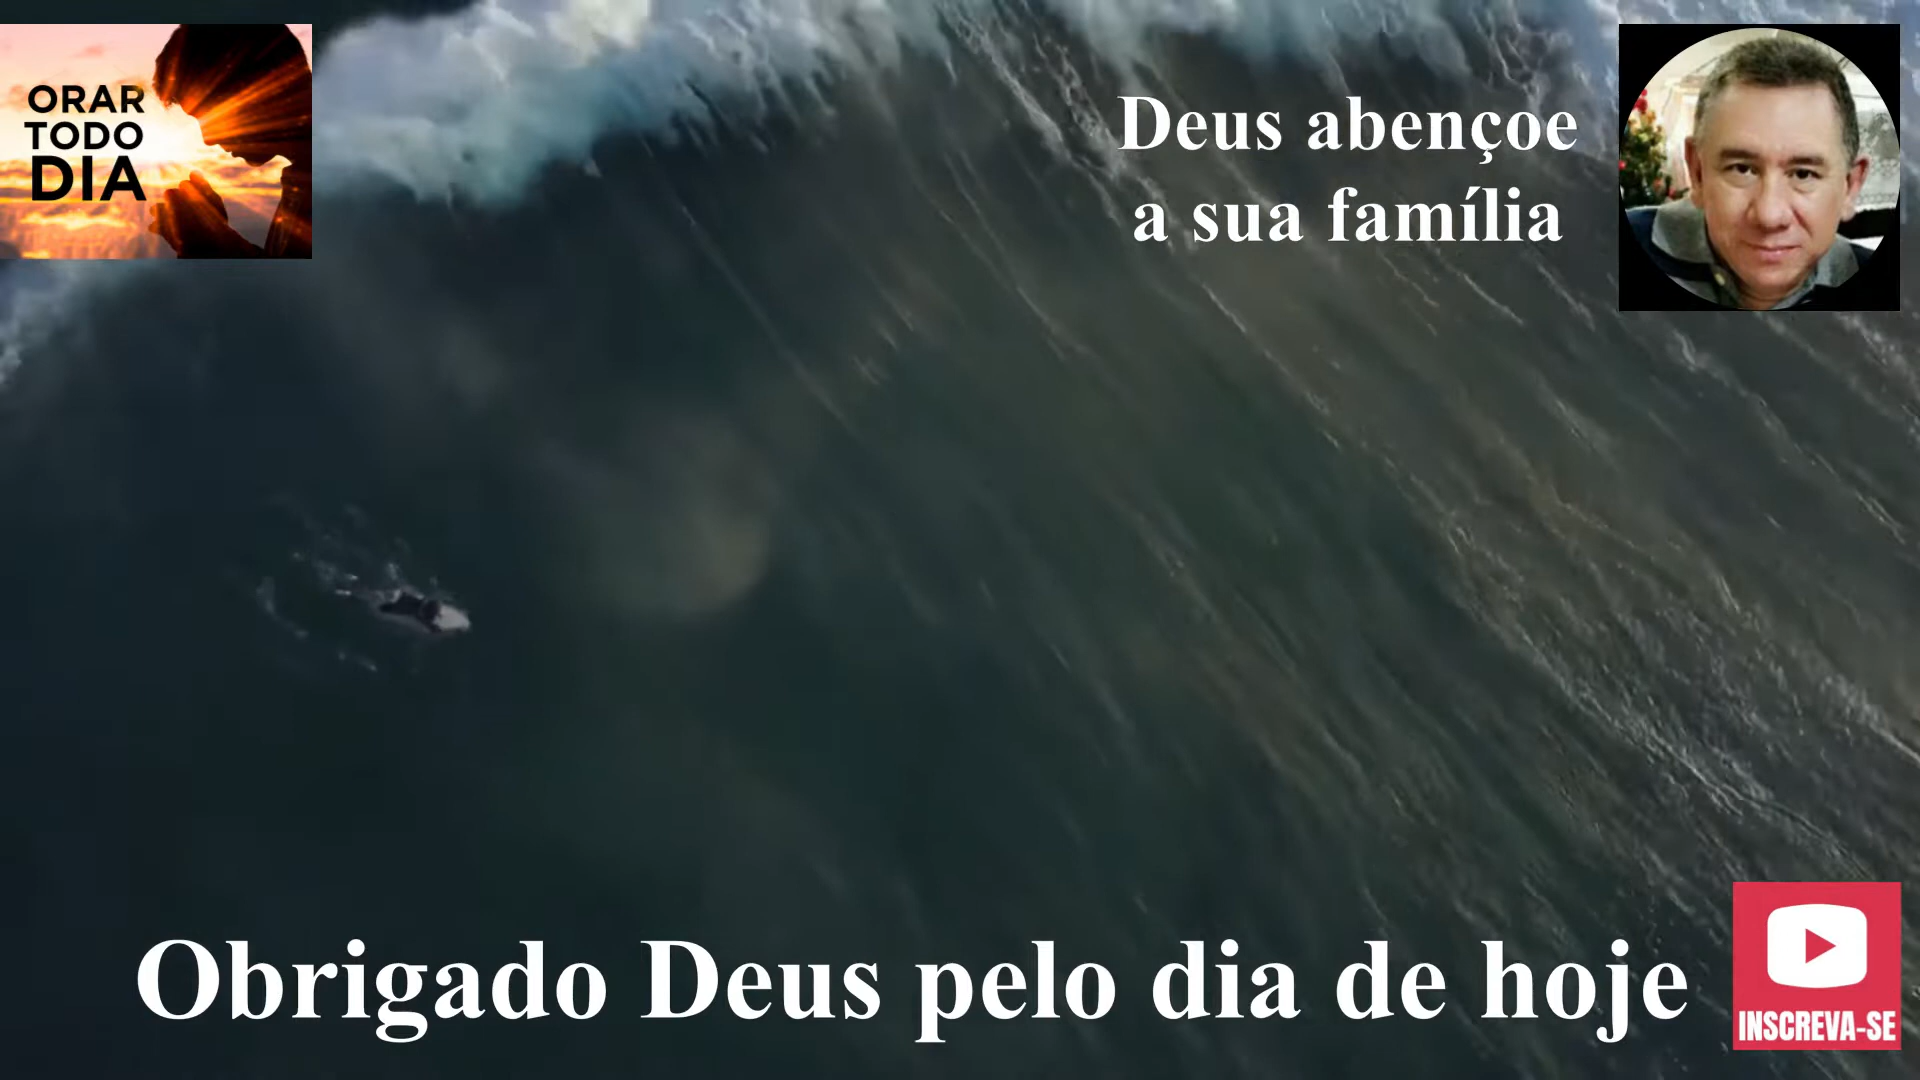 ORAR
TODO
DIA
Deus abençoe
a sua família
Obrigado Deus pelo dia de hoje
INSCREVA-SE